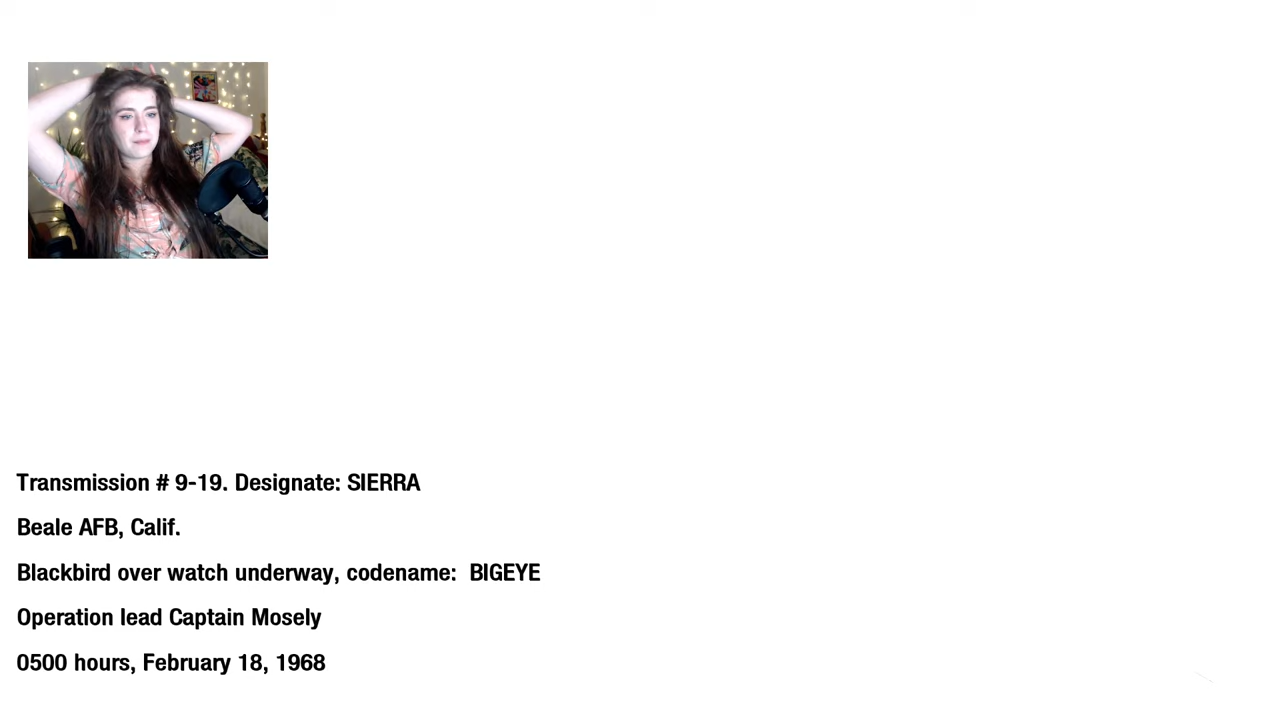 Transmission # 9-19. Designate: SIERRA
Beale AFB, Calif.
Blackbird over watch underway, codename:  BIGEYE
Operation lead Captain Mosely
0500 hours, February 18, 1968